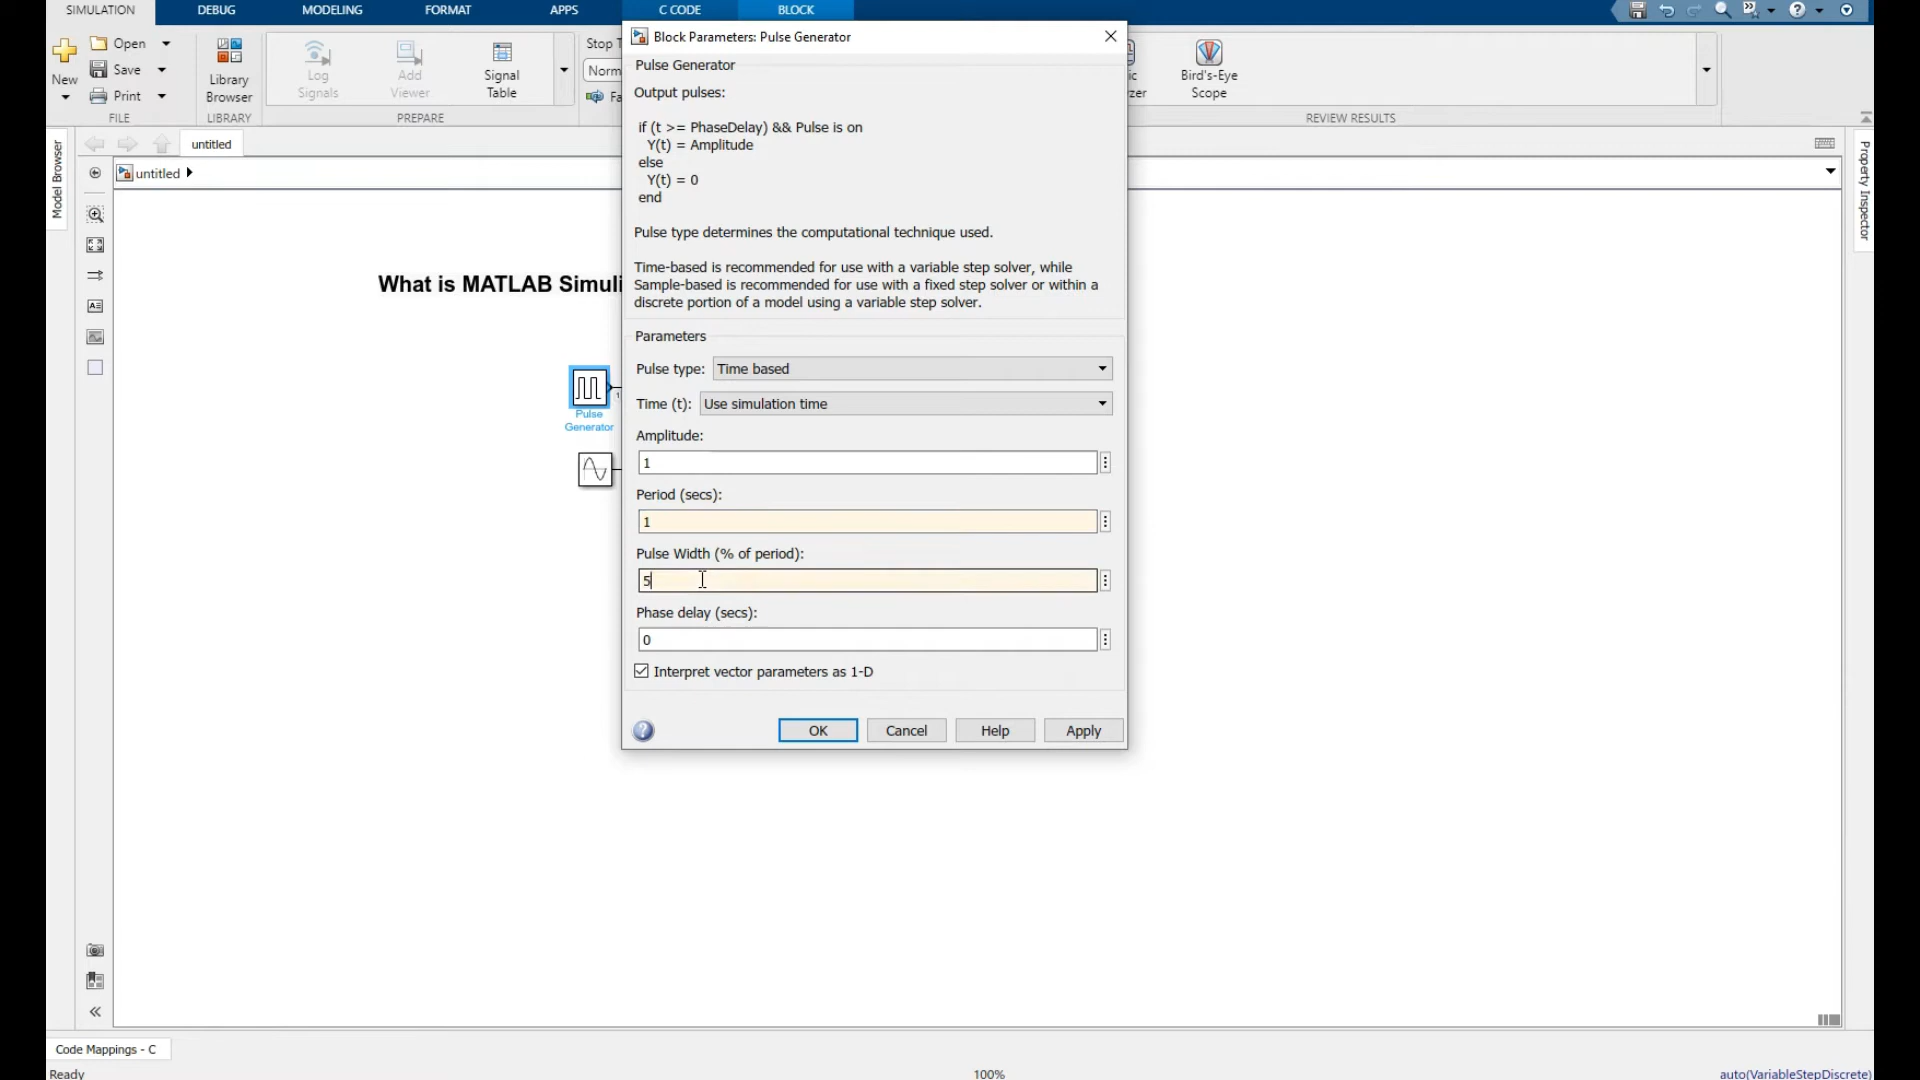 SIMULATION DEBUG MODELING FORMAT APPS C CODE BLOCK
Block Parameters: Pulse Generator
Open
Save
Print
New
FILE
Library
Browser
LIBRARY
Log
Signals
Add
Viewer
Signal
Table
PREPARE
Stop T
Norm
Fa
ic
zer
Bird's-Eye
Scope
REVIEW RESULTS
Model Browser
untitled
untitled
Property Inspector
What is MATLAB Simuli
Pulse
Generator
1
Pulse Generator
Output pulses:
if (t >= PhaseDelay) && Pulse is on
Y(t) = Amplitude
else
Y(t) = 0
end
Pulse type determines the computational technique used.
Time-based is recommended for use with a variable step solver, while
Sample-based is recommended for use with a fixed step solver or within a
discrete portion of a model using a variable step solver.
Parameters
Pulse type: Time based
Time (t): Use simulation time
Amplitude:
1
Period (secs):
1
Pulse Width (% of period):
5
Phase delay (secs):
0
Interpret vector parameters as 1-D
OK Cancel Help Apply
Code Mappings - C
Ready 100% auto(VariableStepDiscrete)